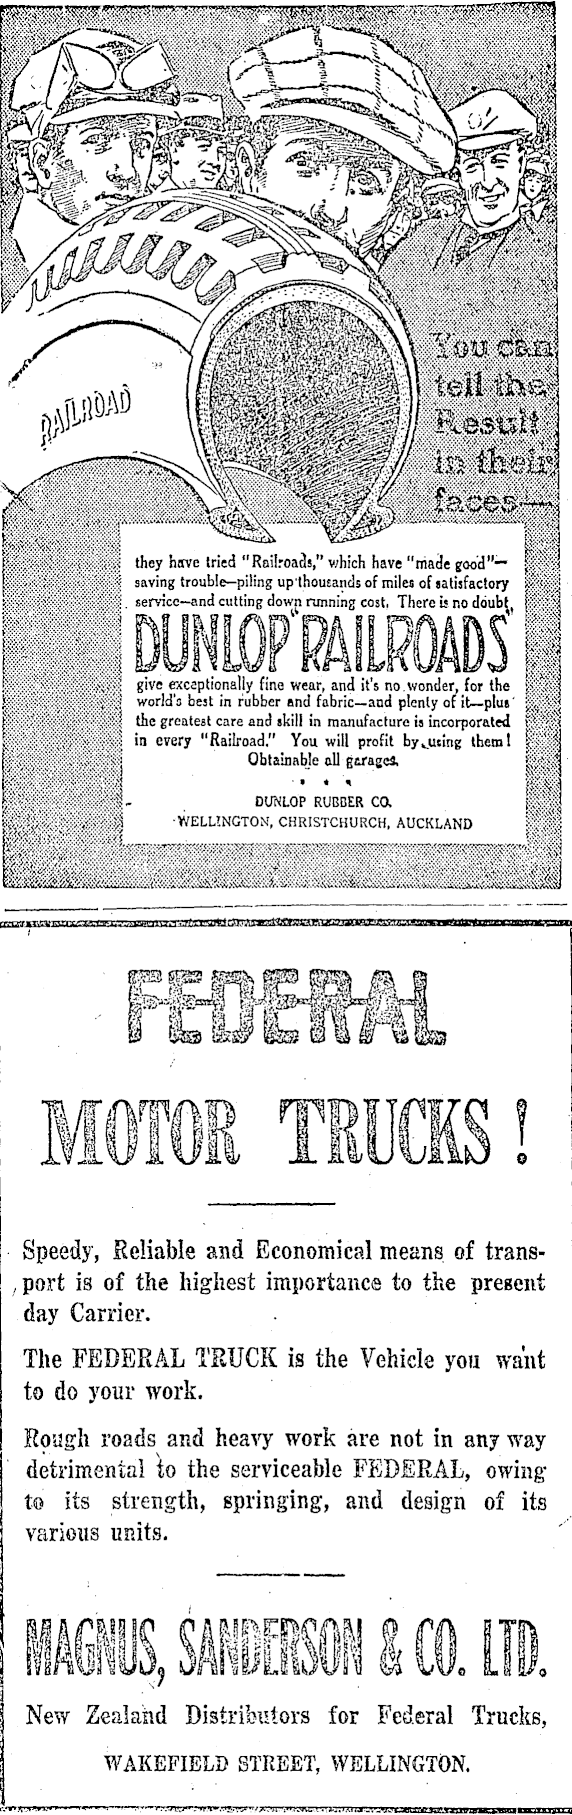 You can
tell the
Result
in their
faces—
RAILROAD
they have tried "Railroads," which have "made good"—
saving trouble—piling up thousands of miles of satisfactory
service—and cutting down running cost. There is no doubt,
DUNLOP "RAILROADS"
give exceptionally fine wear, and it's no wonder, for the
world's best in rubber and fabric—and plenty of it—plus
the greatest care and skill in manufacture is incorporated
in every "Railroad." You will profit by using them!
Obtainable all garages.
DUNLOP RUBBER CO.
WELLINGTON, CHRISTCHURCH, AUCKLAND
FEDERAL
MOTOR TRUCKS!
Speedy, Reliable and Economical means of trans-
port is of the highest importance to the present
day Carrier.
The FEDERAL TRUCK is the Vehicle you want
to do your work.
Rough roads and heavy work are not in any way
detrimental to the serviceable FEDERAL, owing
to its strength, springing, and design of its
various units.
MAGNUS, SANDERSON & CO. LTD.
New Zealand Distributors for Federal Trucks,
WAKEFIELD STREET, WELLINGTON.